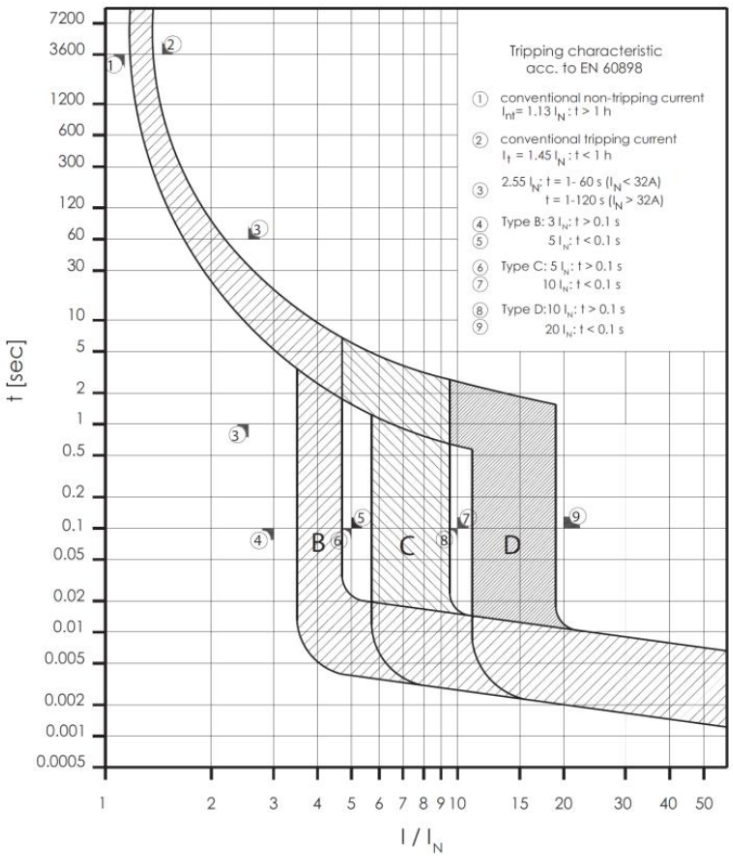 7200
3600
1200
600
300
120
60
30
10
5
2
1
0.5
0.2
0.1
0.05
0.02
0.01
0.005
0.002
0.001
0.0005
t [sec]
1 2 3 4 5 6 7 8 9 10 15 20 30 40 50
I / I_N
Tripping characteristic
acc. to EN 60898
① conventional non-tripping current
I_nt = 1.13 I_N : t > 1 h
② conventional tripping current
I_t = 1.45 I_N : t < 1 h
③ 2.55 I_N: t = 1- 60 s (I_N < 32A)
t = 1-120 s (I_N > 32A)
④ Type B: 3 I_N: t > 0.1 s
⑤ 5 I_N: t < 0.1 s
⑥ Type C: 5 I_N: t > 0.1 s
⑦ 10 I_N: t < 0.1 s
⑧ Type D:10 I_N: t > 0.1 s
⑨ 20 I_N: t < 0.1 s
①
②
③
③
④
B
⑥
⑤
C
⑧
⑦
D
⑨